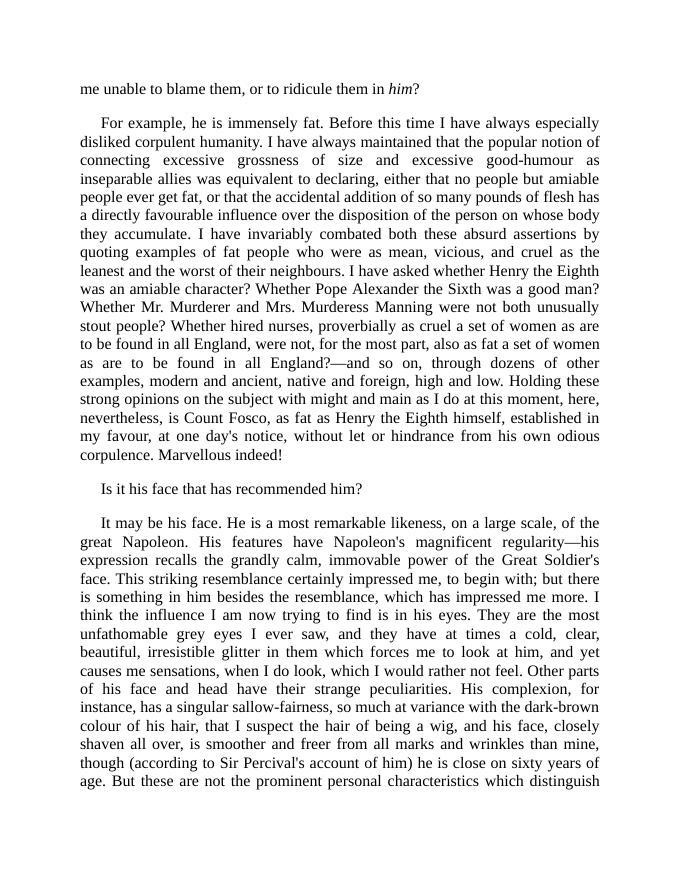 me unable to blame them, or to ridicule them in him?
For example, he is immensely fat. Before this time I have always especially
disliked corpulent humanity. I have always maintained that the popular notion of
connecting excessive grossness of size and excessive good-humour as
inseparable allies was equivalent to declaring, either that no people but amiable
people ever get fat, or that the accidental addition of so many pounds of flesh has
a directly favourable influence over the disposition of the person on whose body
they accumulate. I have invariably combated both these absurd assertions by
quoting examples of fat people who were as mean, vicious, and cruel as the
leanest and the worst of their neighbours. I have asked whether Henry the Eighth
was an amiable character? Whether Pope Alexander the Sixth was a good man?
Whether Mr. Murderer and Mrs. Murderess Manning were not both unusually
stout people? Whether hired nurses, proverbially as cruel a set of women as are
to be found in all England, were not, for the most part, also as fat a set of women
as are to be found in all England?—and so on, through dozens of other
examples, modern and ancient, native and foreign, high and low. Holding these
strong opinions on the subject with might and main as I do at this moment, here,
nevertheless, is Count Fosco, as fat as Henry the Eighth himself, established in
my favour, at one day's notice, without let or hindrance from his own odious
corpulence. Marvellous indeed!
Is it his face that has recommended him?
It may be his face. He is a most remarkable likeness, on a large scale, of the
great Napoleon. His features have Napoleon's magnificent regularity—his
expression recalls the grandly calm, immovable power of the Great Soldier's
face. This striking resemblance certainly impressed me, to begin with; but there
is something in him besides the resemblance, which has impressed me more. I
think the influence I am now trying to find is in his eyes. They are the most
unfathomable grey eyes I ever saw, and they have at times a cold, clear,
beautiful, irresistible glitter in them which forces me to look at him, and yet
causes me sensations, when I do look, which I would rather not feel. Other parts
of his face and head have their strange peculiarities. His complexion, for
instance, has a singular sallow-fairness, so much at variance with the dark-brown
colour of his hair, that I suspect the hair of being a wig, and his face, closely
shaven all over, is smoother and freer from all marks and wrinkles than mine,
though (according to Sir Percival's account of him) he is close on sixty years of
age. But these are not the prominent personal characteristics which distinguish